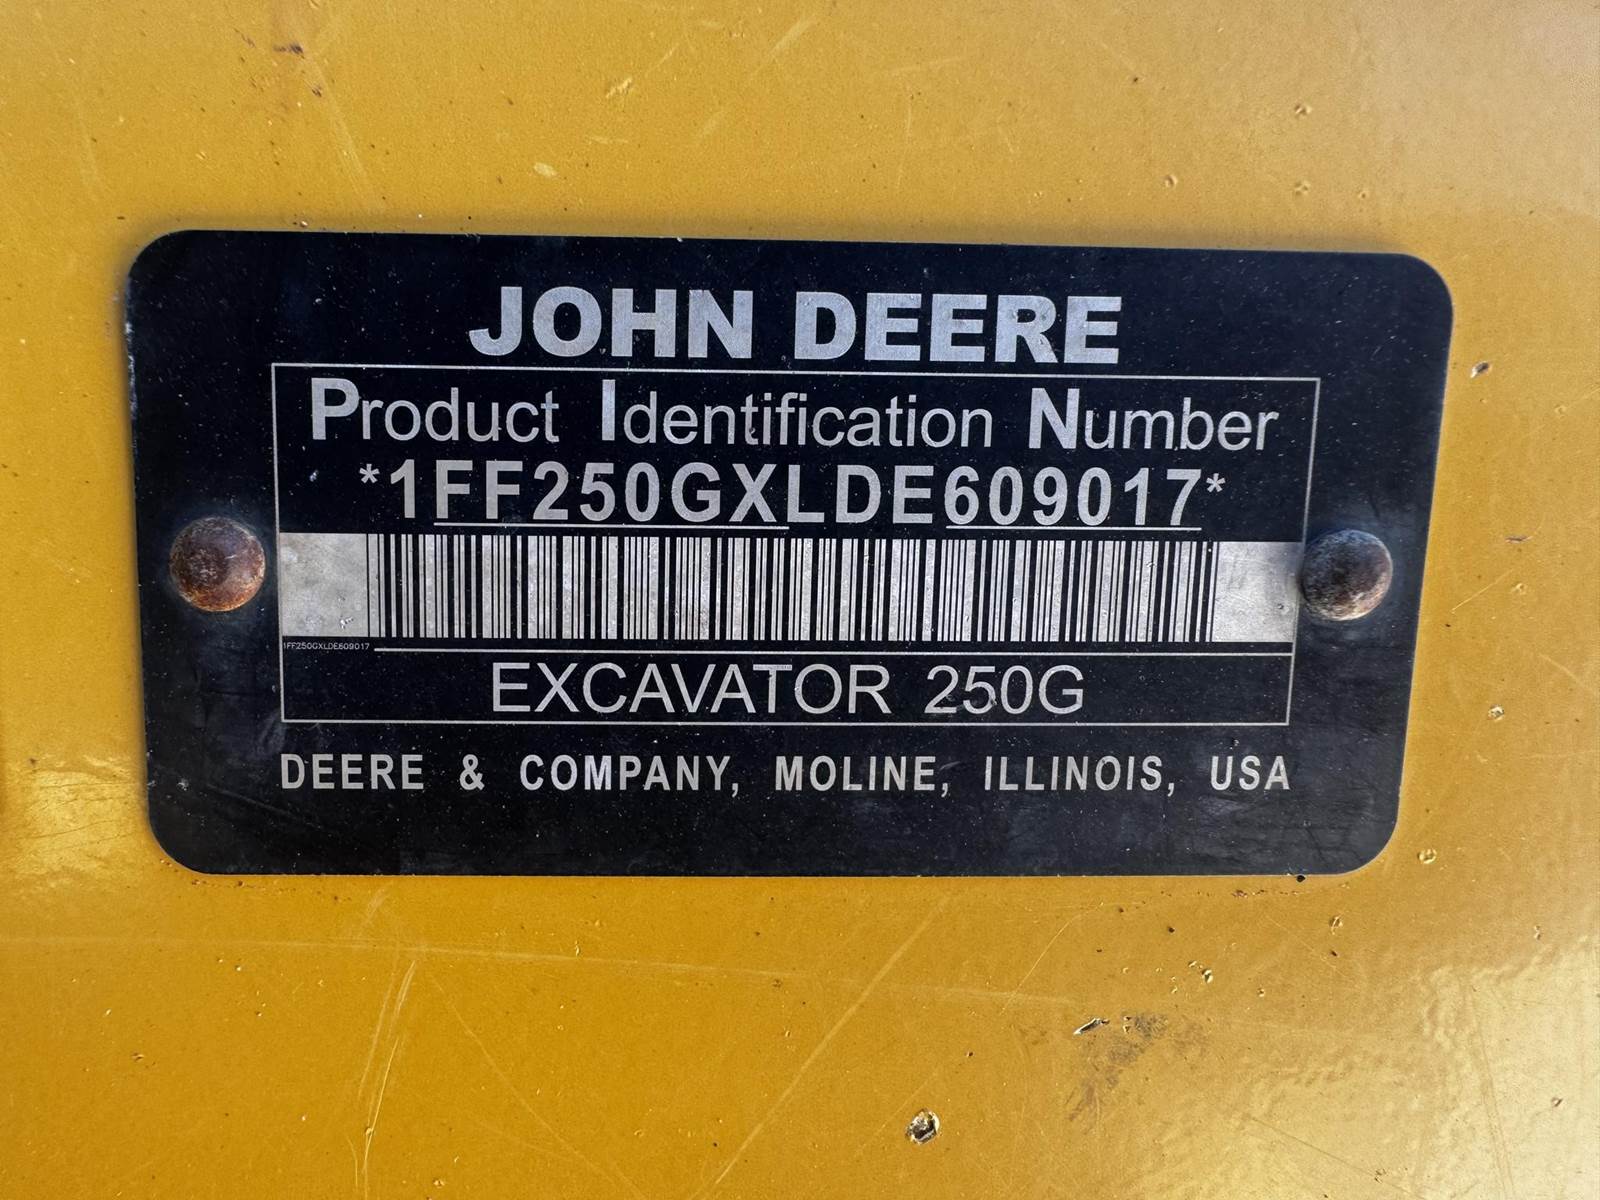 JOHN DEERE
Product Identification Number
*1FF250GXLDE609017*
1FF250GXLDE609017
EXCAVATOR 250G
DEERE & COMPANY, MOLINE, ILLINOIS, USA